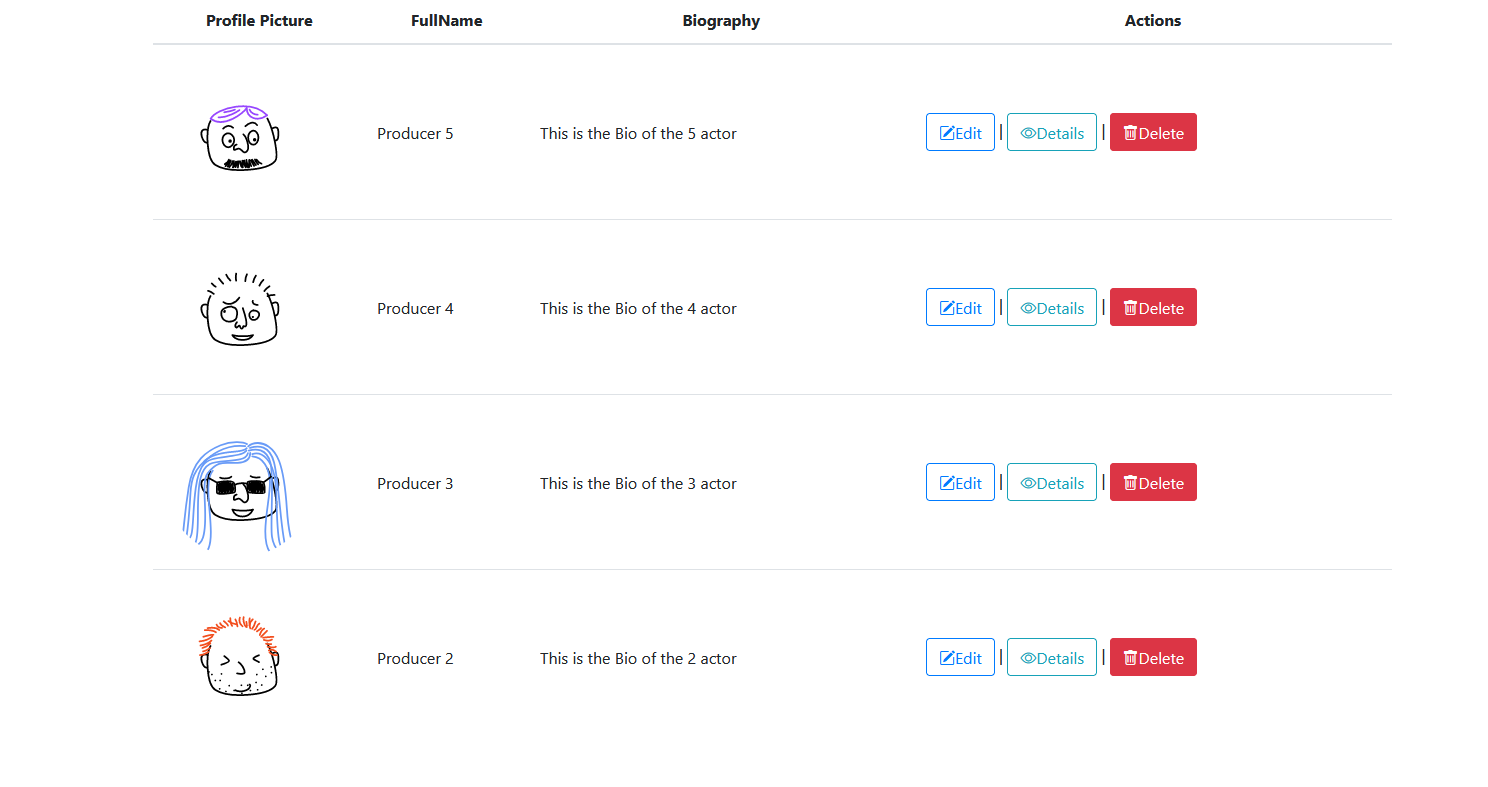 Profile Picture FullName Biography Actions
Producer 5 This is the Bio of the 5 actor Edit | Details | Delete
Producer 4 This is the Bio of the 4 actor Edit | Details | Delete
Producer 3 This is the Bio of the 3 actor Edit | Details | Delete
Producer 2 This is the Bio of the 2 actor Edit | Details | Delete